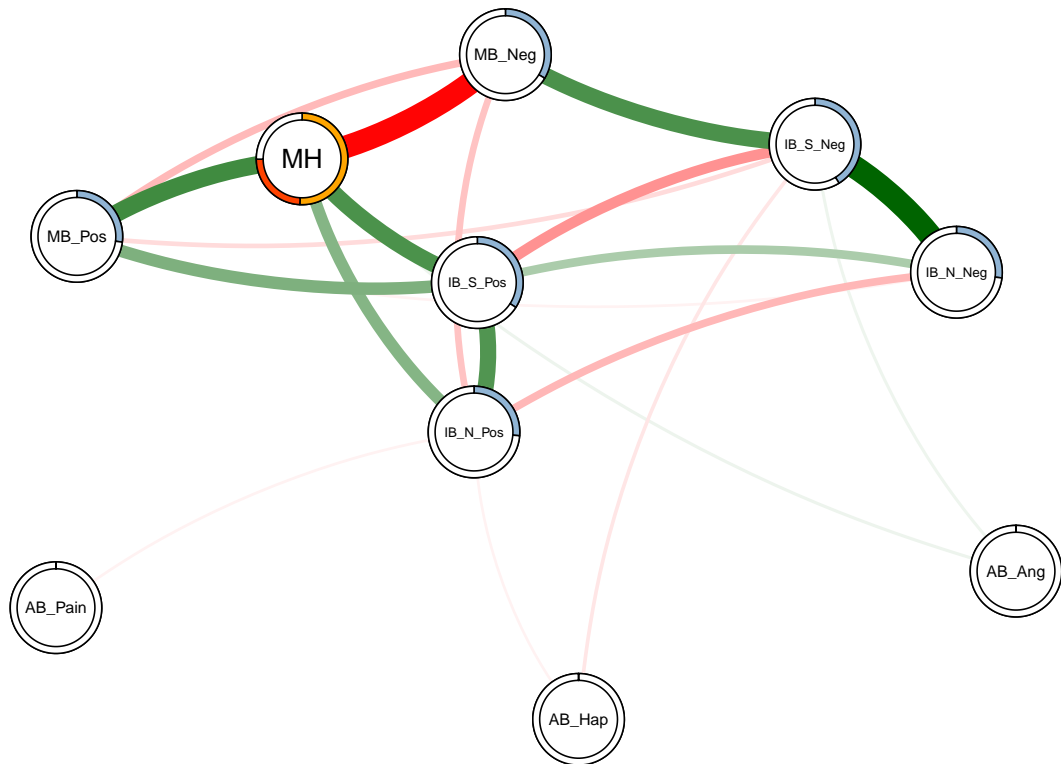 MB_Neg
IB_S_Neg
MH
MB_Pos
IB_S_Pos
IB_N_Neg
IB_N_Pos
AB_Ang
AB_Pain
AB_Hap